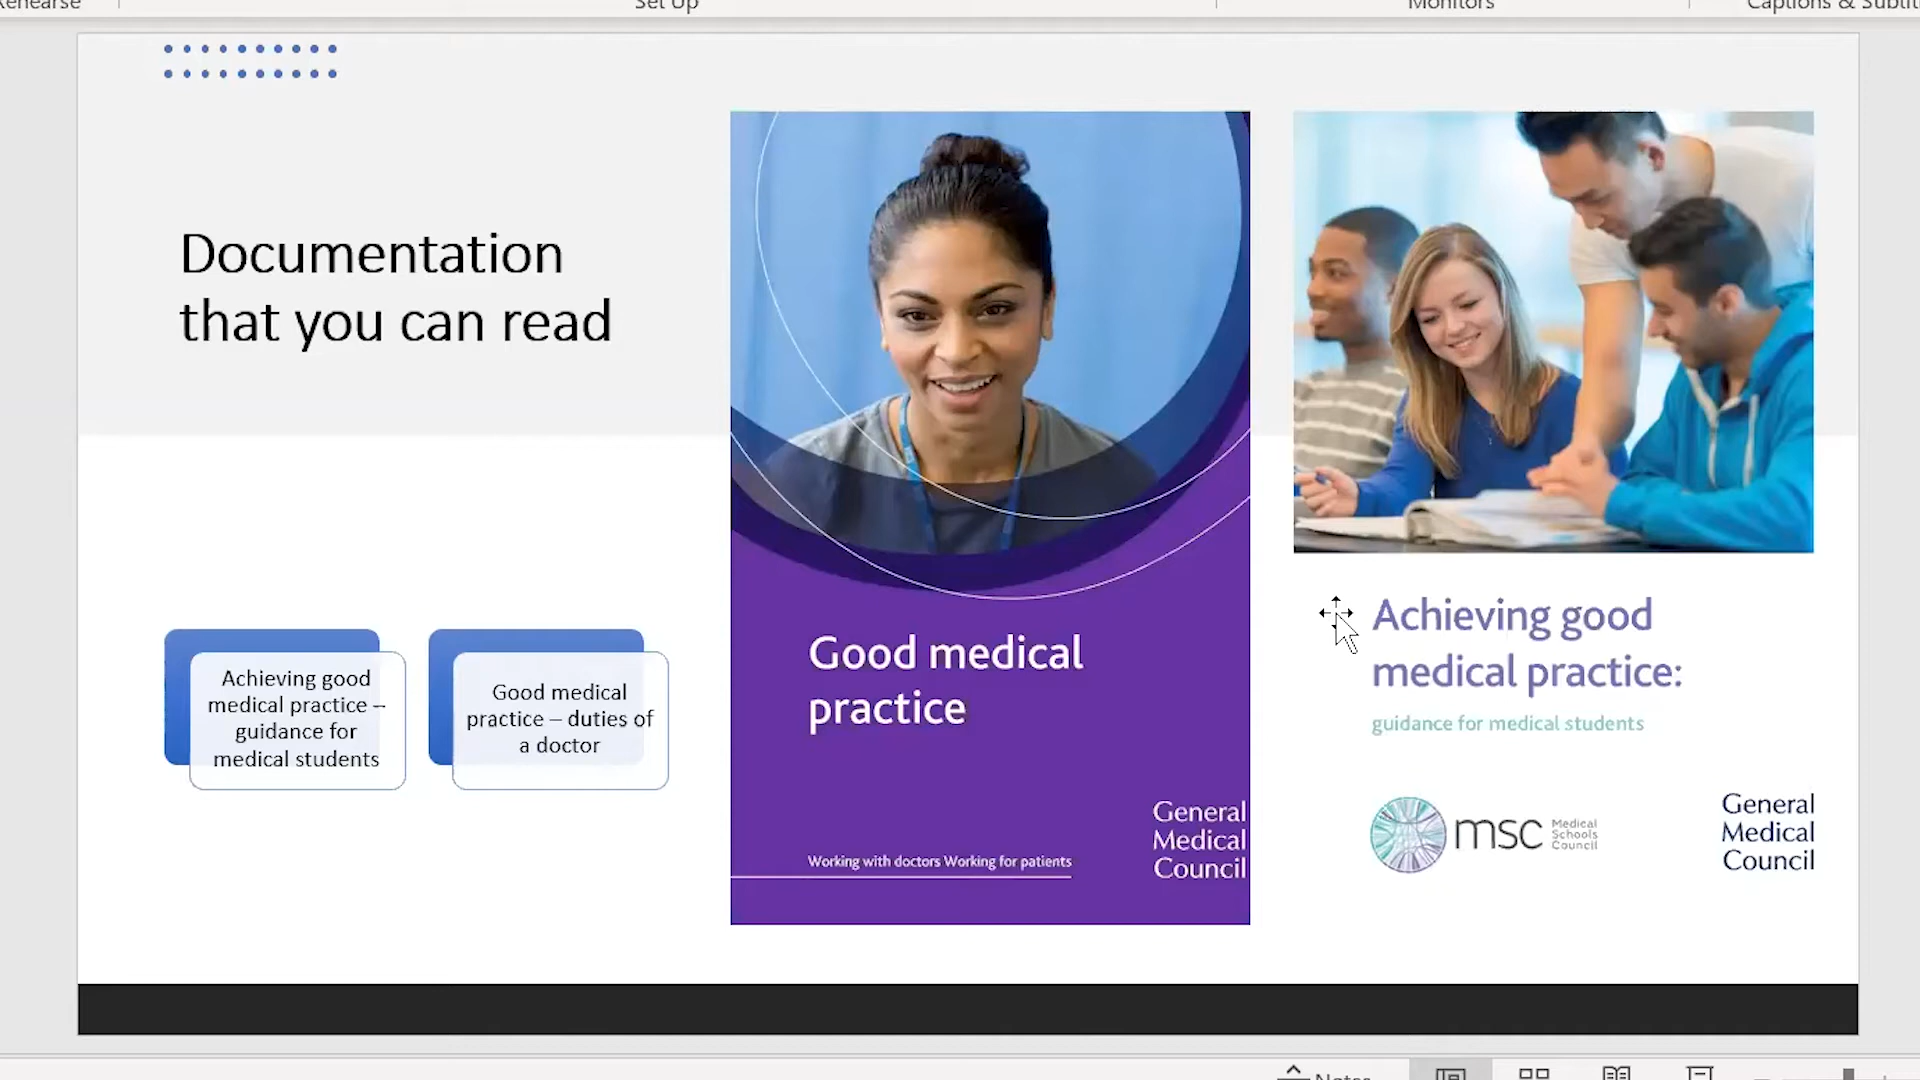 Rehearse
Set Up
Monitors
Captions & Subtit
Documentation
that you can read
Achieving good
medical practice –
guidance for
medical students
Good medical
practice – duties of
a doctor
Good medical
practice
Working with doctors Working for patients
General
Medical
Council
Achieving good
medical practice:
guidance for medical students
msc
Medical
Schools
Council
General
Medical
Council
Notes